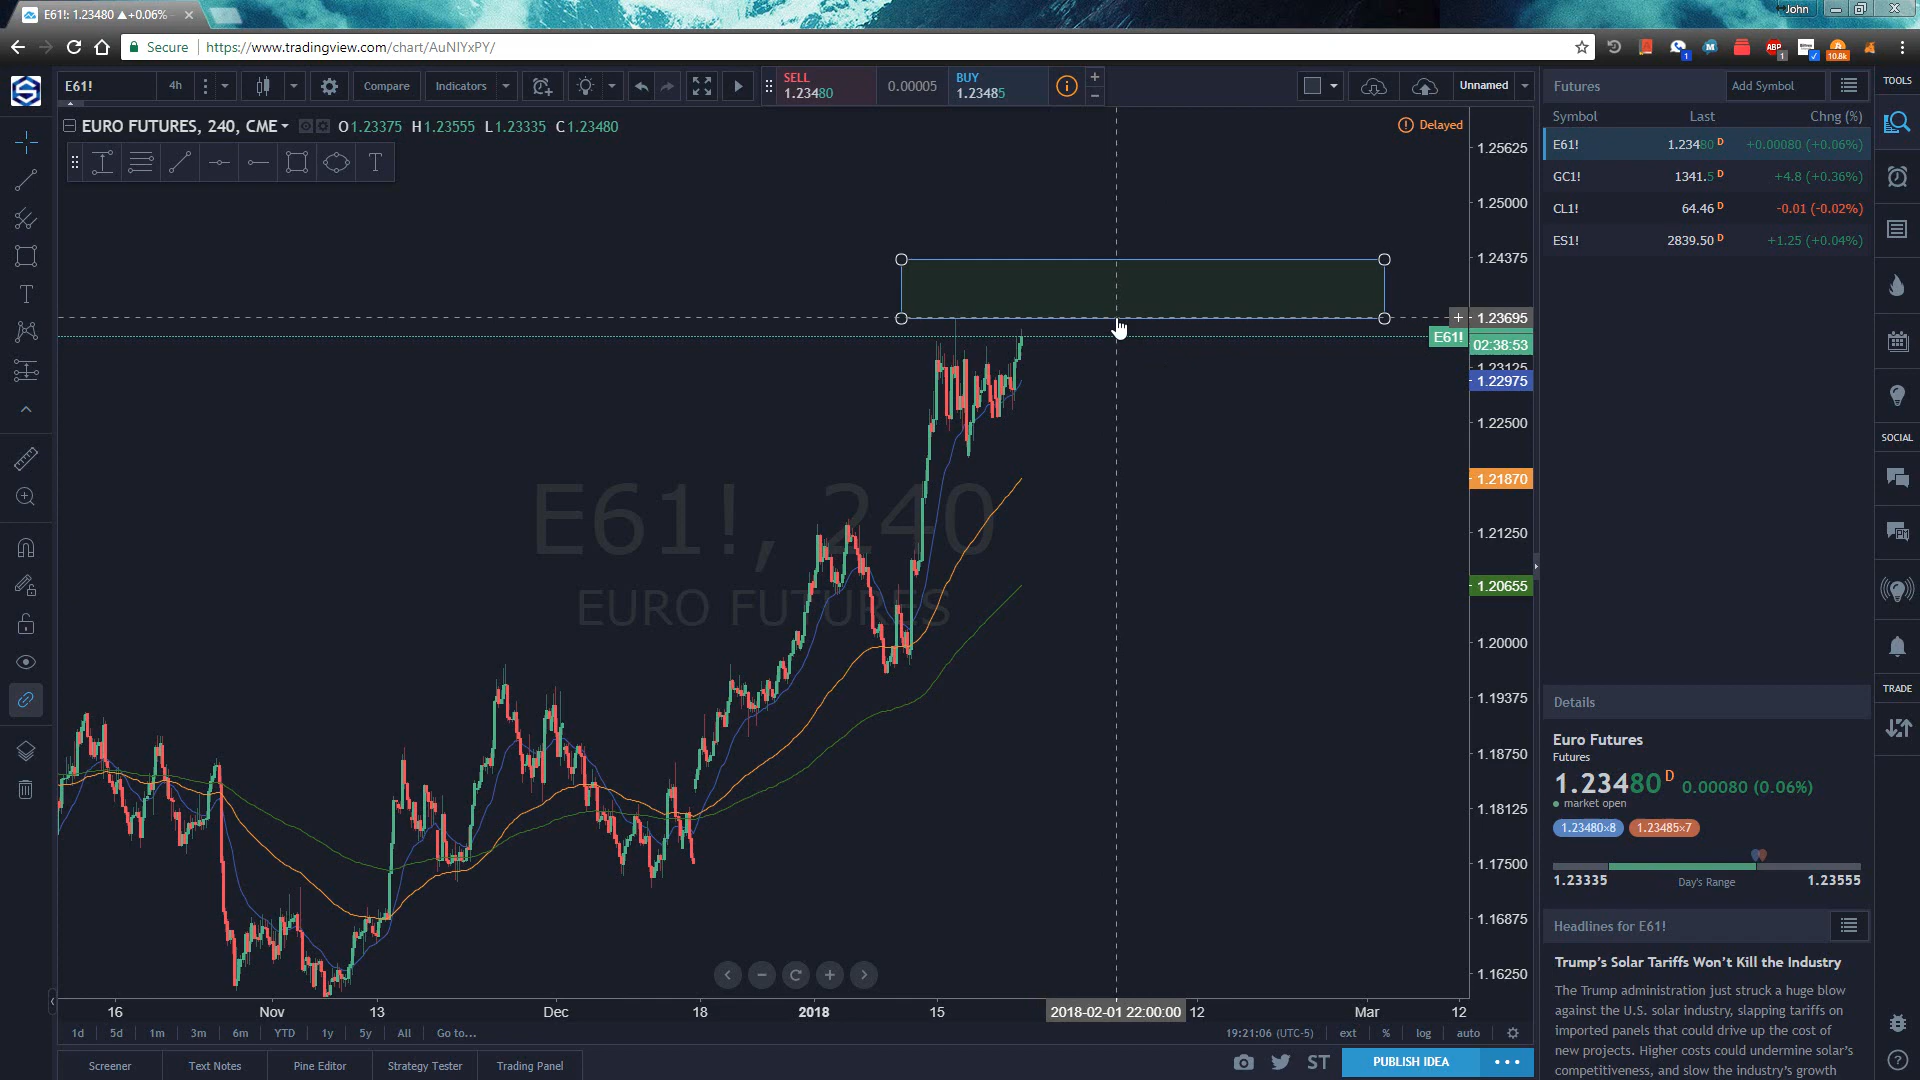 E61!: 1.23480 ▲+0.06%
John
Secure https://www.tradingview.com/chart/AuNIYxPY/
ABP
10.8k
E61!
4h
Compare
Indicators
SELL
1.23480
0.00005
BUY
1.23485
Unnamed
EURO FUTURES, 240, CME
O1.23375 H1.23555 L1.23335 C1.23480
Delayed
E61!, 240
EURO FUTURES
1.25625
1.25000
1.24375
1.23695
E61!
02:38:53
1.23125
1.22975
1.22500
1.21870
1.21250
1.20655
1.20000
1.19375
1.18750
1.18125
1.17500
1.16875
1.16250
16 Nov 13 Dec 18 2018 15 2018-02-01 22:00:00 12 Mar 12
1d 5d 1m 3m 6m YTD 1y 5y All Go to...
19:21:06 (UTC-5) ext % log auto
Screener Text Notes Pine Editor Strategy Tester Trading Panel
ST
PUBLISH IDEA
Futures
Add Symbol
Symbol Last Chng (%)
E61! 1.23480 D +0.00080 (+0.06%)
GC1! 1341.5 D +4.8 (+0.36%)
CL1! 64.46 D -0.01 (-0.02%)
ES1! 2839.50 D +1.25 (+0.04%)
Details
Euro Futures
Futures
1.23480 D 0.00080 (0.06%)
market open
1.23480×8 1.23485×7
1.23335 Day's Range 1.23555
Headlines for E61!
Trump's Solar Tariffs Won't Kill the Industry
The Trump administration just struck a huge blow
against the U.S. solar industry, slapping tariffs on
imported panels that could drive up the cost of
new projects. Higher costs could undermine solar's
competitiveness, and slow the industry's growth
TOOLS
SOCIAL
TRADE